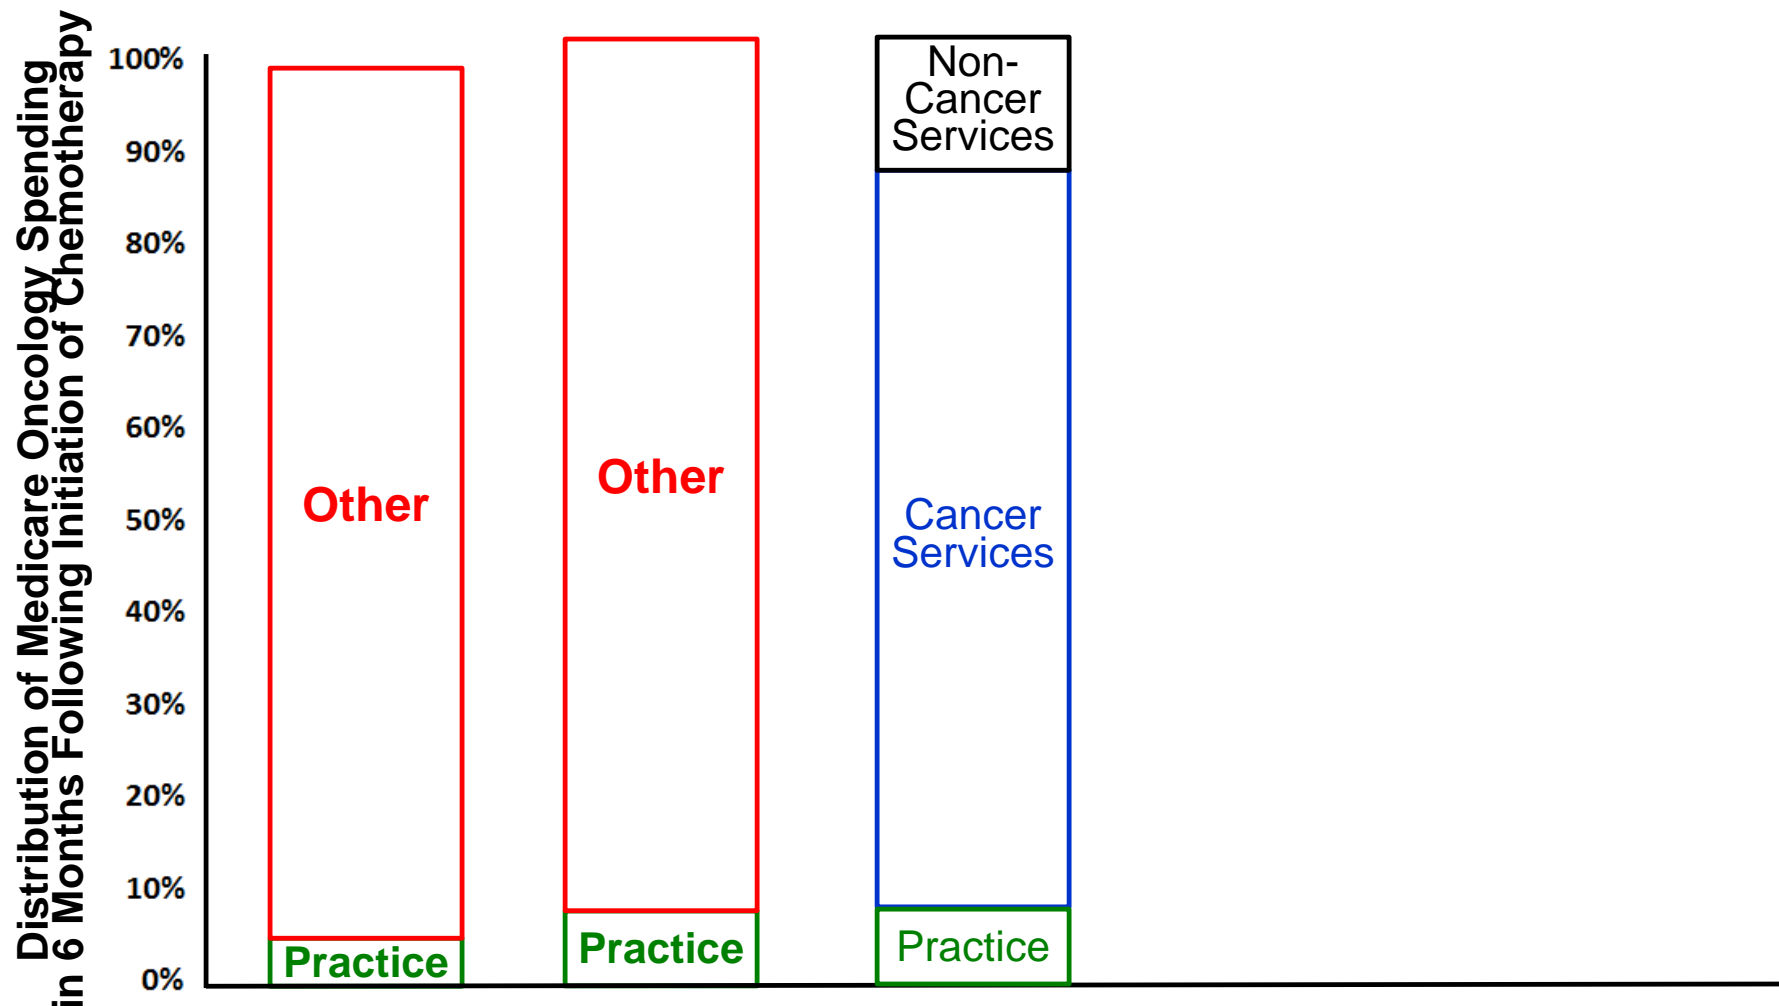 Distribution of Medicare Oncology Spending
in 6 Months Following Initiation of Chemotherapy
100%
90%
80%
70%
60%
50%
40%
30%
20%
10%
0%
Other
Practice
Other
Practice
Non-
Cancer
Services
Cancer
Services
Practice